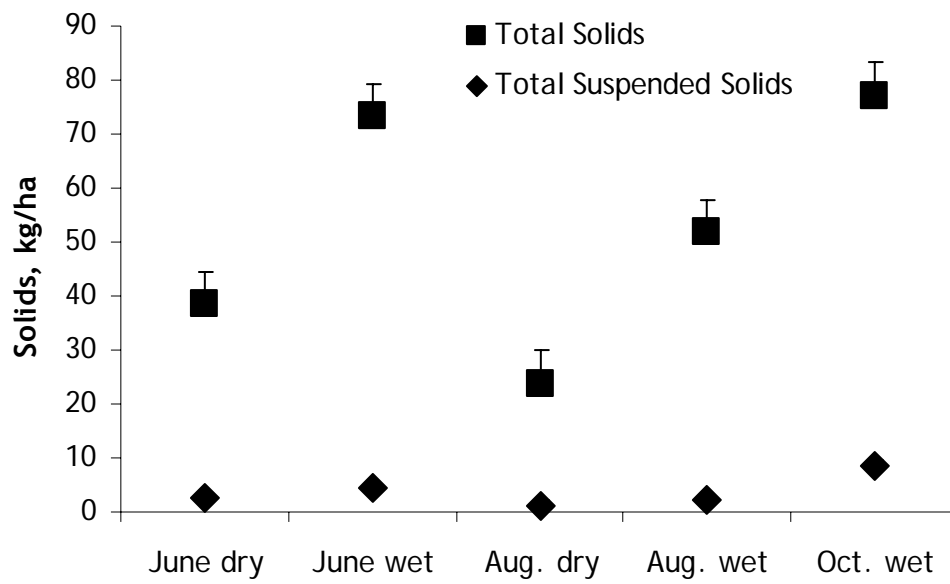 90
80
70
60
50
40
30
20
10
0
Solids, kg/ha
Total Solids
Total Suspended Solids
June dry
June wet
Aug. dry
Aug. wet
Oct. wet